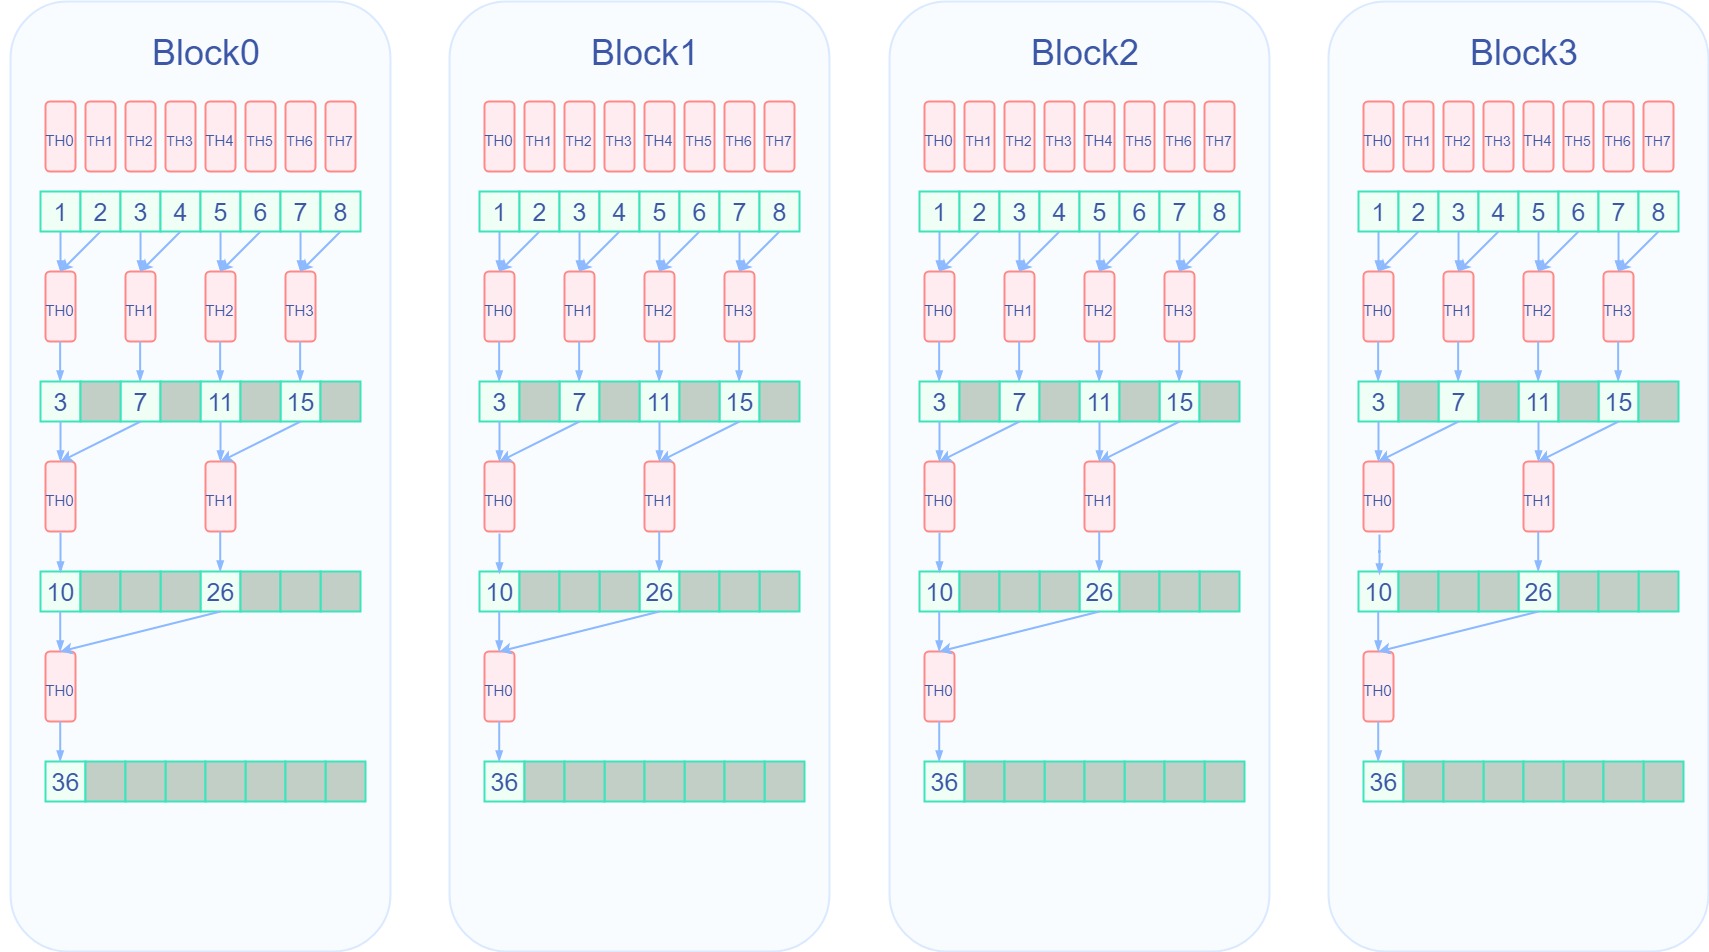 Block0 Block1 Block2 Block3
TH0 TH1 TH2 TH3 TH4 TH5 TH6 TH7 TH0 TH1 TH2 TH3 TH4 TH5 TH6 TH7 TH0 TH1 TH2 TH3 TH4 TH5 TH6 TH7 TH0 TH1 TH2 TH3 TH4 TH5 TH6 TH7
1 2 3 4 5 6 7 8 1 2 3 4 5 6 7 8 1 2 3 4 5 6 7 8 1 2 3 4 5 6 7 8
TH0 TH1 TH2 TH3 TH0 TH1 TH2 TH3 TH0 TH1 TH2 TH3 TH0 TH1 TH2 TH3
3 7 11 15 3 7 11 15 3 7 11 15 3 7 11 15
TH0 TH1 TH0 TH1 TH0 TH1 TH0 TH1
10 26 10 26 10 26 10 26
TH0 TH0 TH0 TH0
36 36 36 36